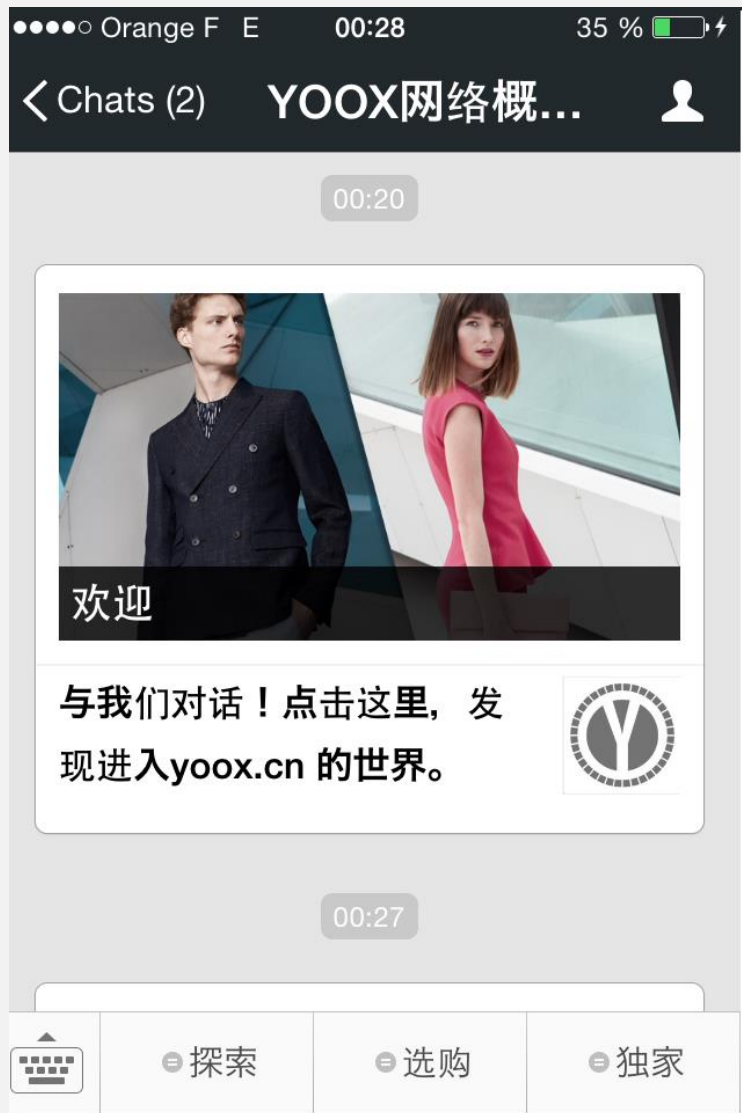 Orange F E 00:28 35 %
Chats (2) YOOX网络概...
00:20
欢迎
与我们对话！点击这里，发
现进入yoox.cn 的世界。
Y
00:27
探索 选购 独家